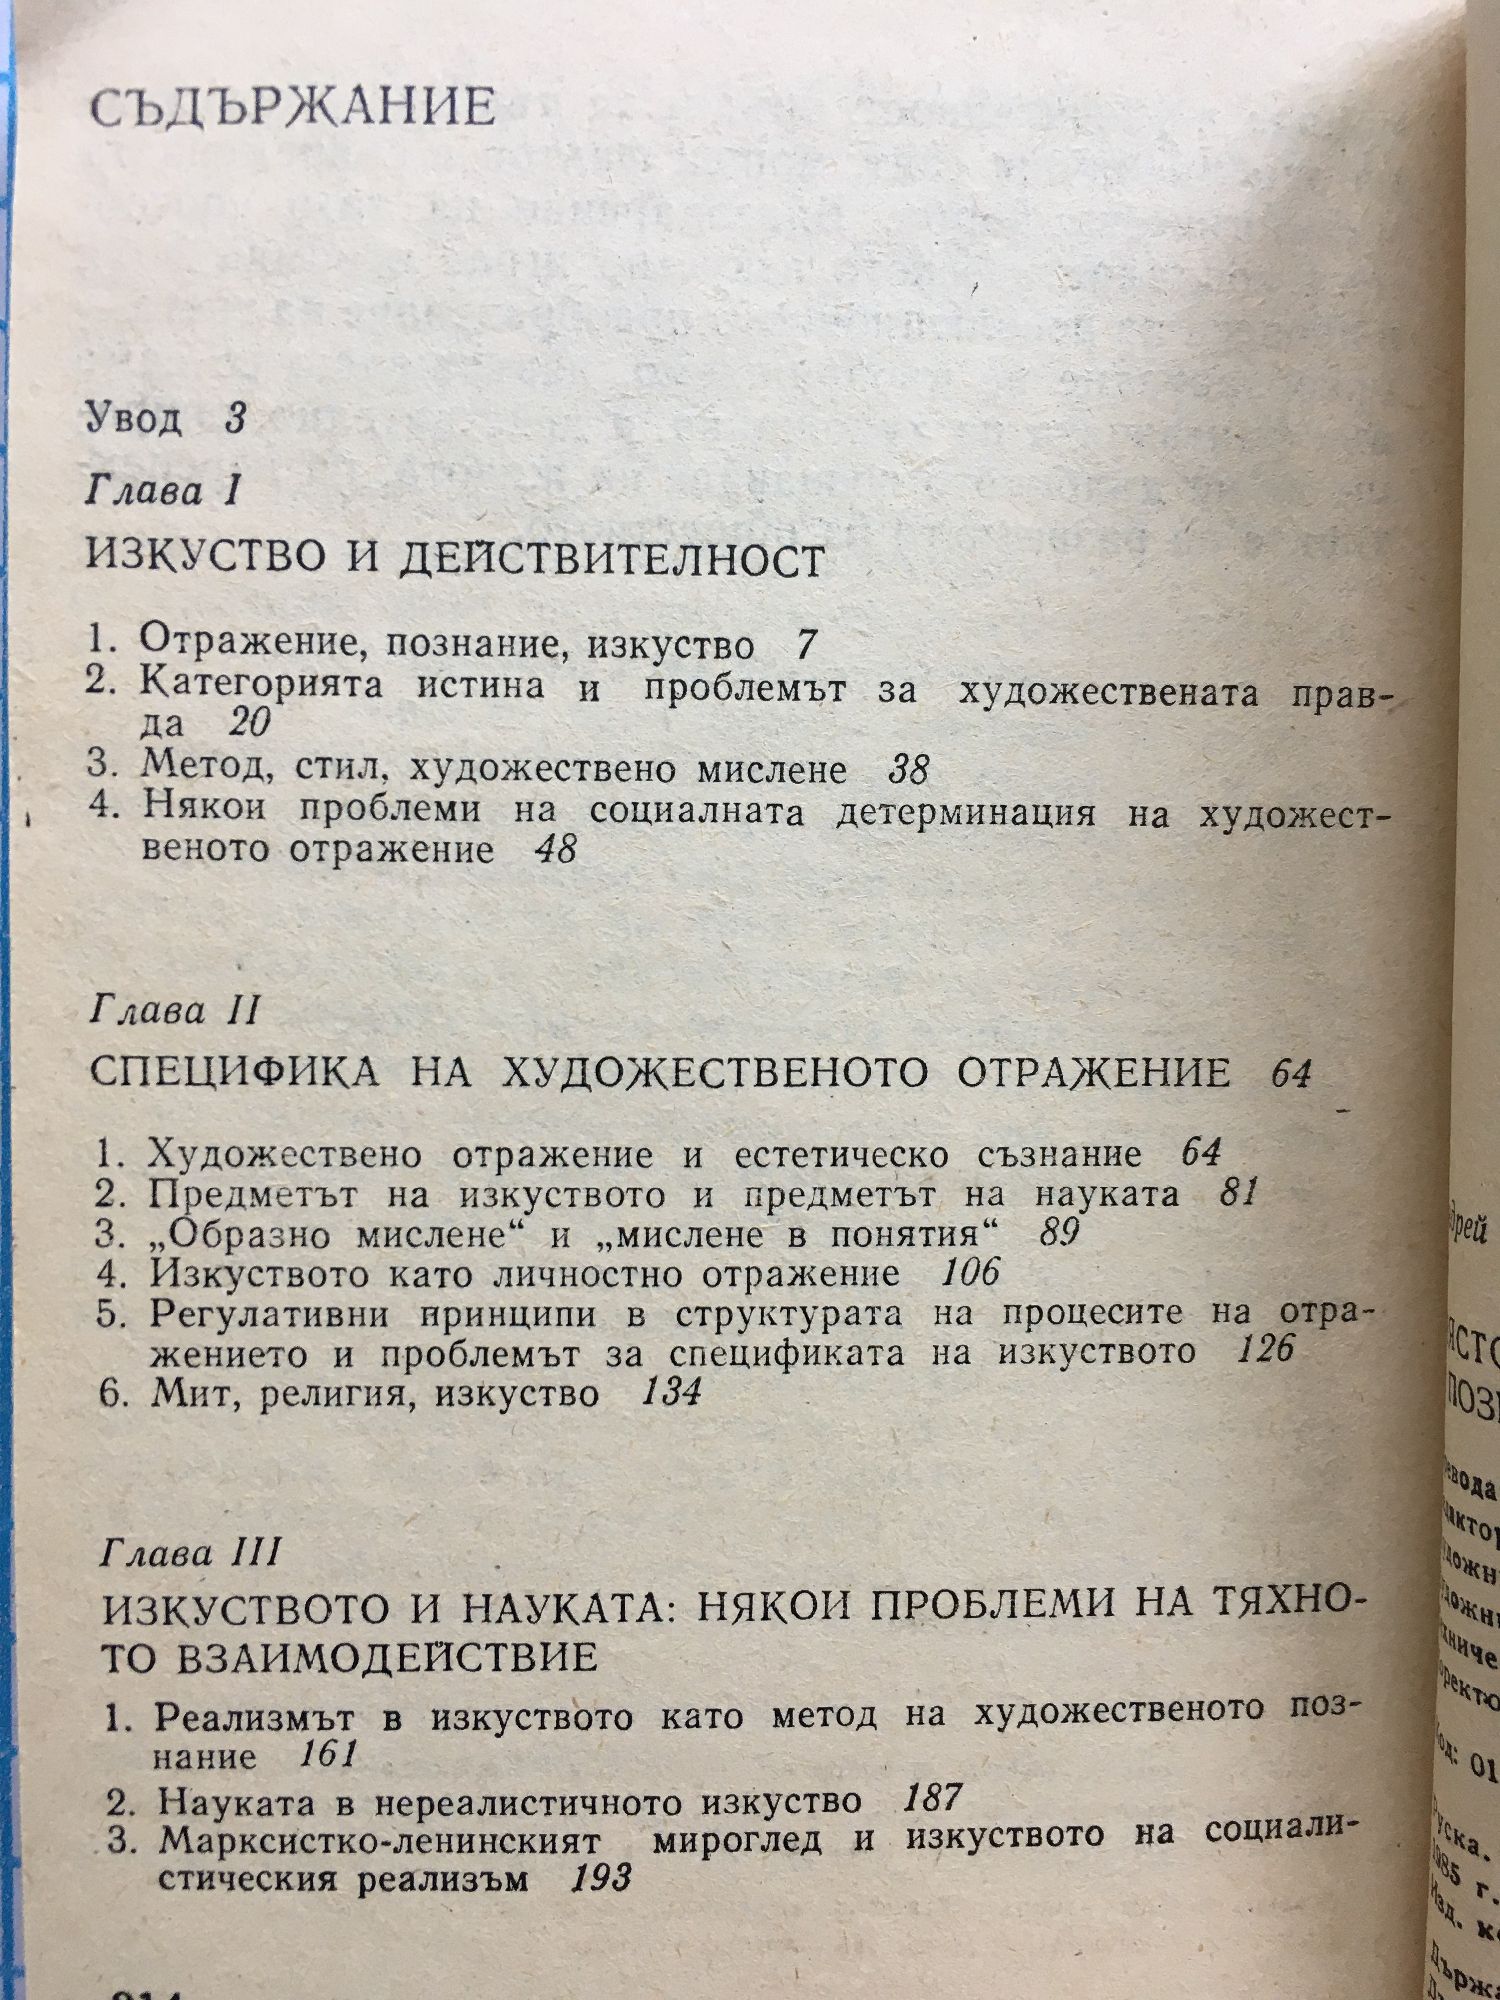 СЪДЪРЖАНИЕ
Увод 3
Глава I
ИЗКУСТВО И ДЕЙСТВИТЕЛНОСТ
1. Отражение, познание, изкуство 7
2. Категорията истина и проблемът за художествената прав-
да 20
3. Метод, стил, художествено мислене 38
4. Някои проблеми на социалната детерминация на художест-
веното отражение 48
Глава II
СПЕЦИФИКА НА ХУДОЖЕСТВЕНОТО ОТРАЖЕНИЕ 64
1. Художествено отражение и естетическо съзнание 64
2. Предметът на изкуството и предметът на науката 81
3. „Образно мислене“ и „мислене в понятия“ 89
4. Изкуството като личностно отражение 106
5. Регулативни принципи в структурата на процесите на отра-
жението и проблемът за спецификата на изкуството 126
6. Мит, религия, изкуство 134
Глава III
ИЗКУСТВОТО И НАУКАТА: НЯКОИ ПРОБЛЕМИ НА ТЯХНО-
ТО ВЗАИМОДЕЙСТВИЕ
1. Реализмът в изкуството като метод на художественото поз-
нание 161
2. Науката в нереалистичното изкуство 187
3. Марксистко-ленинският мироглед и изкуството на социали-
стическия реализъм 193